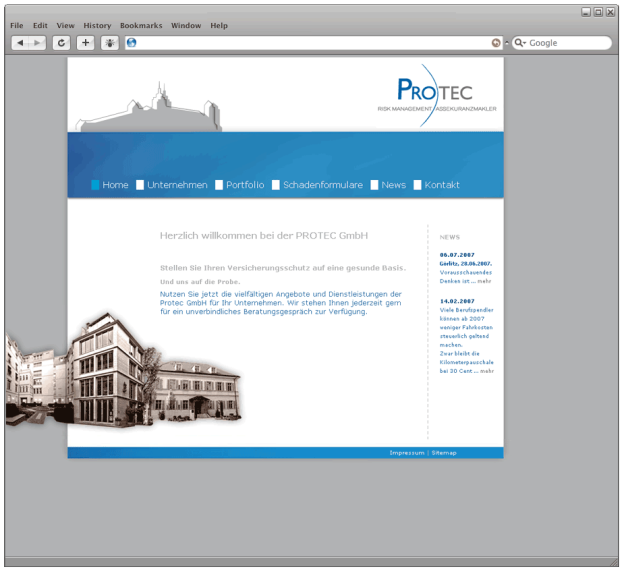 File Edit View History Bookmarks Window Help
Google
PROTEC
RISK MANAGEMENT ASSEKURANZMAKLER
Home Unternehmen Portfolio Schadenformulare News Kontakt
Herzlich willkommen bei der PROTEC GmbH
Stellen Sie Ihren Versicherungsschutz auf eine gesunde Basis.
Und uns auf die Probe.
Nutzen Sie jetzt die vielfältigen Angebote und Dienstleistungen der
Protec GmbH für Ihr Unternehmen. Wir stehen Ihnen jederzeit gern
für ein unverbindliches Beratungsgespräch zur Verfügung.
NEWS
06.07.2007
Görlitz, 28.06.2007.
Vorausschauendes
Denken ist ... mehr
14.02.2007
Viele Berufspendler
können ab 2007
weniger Fahrkosten
steuerlich geltend
machen.
Zwar bleibt die
Kilometerpauschale
bei 30 Cent ... mehr
Impressum | Sitemap